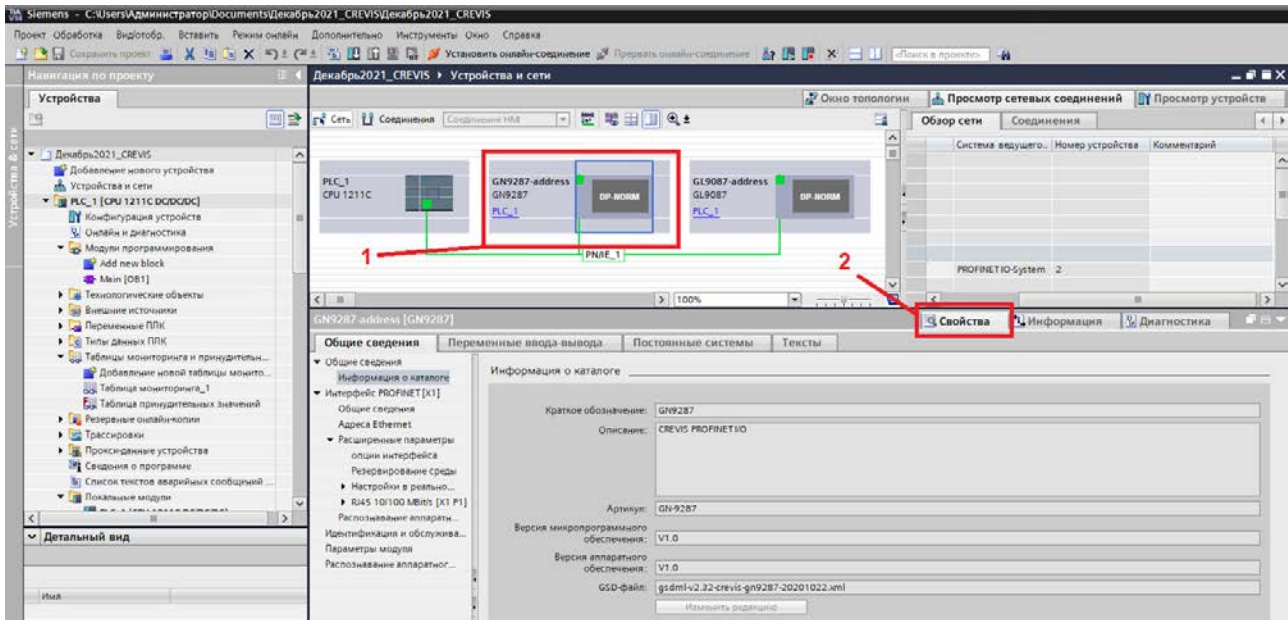 Siemens - C:\Users\Администратор\Documents\Декабрь2021_CREVIS\Декабрь2021_CREVIS
Проект Обработка Вид/отобр. Вставить Режим онлайн Дополнительно Инструменты Окно Справка
Сохранить проект Установить онлайн-соединение Прервать онлайн-соединение <Поиск в проекте>
Навигация по проекту
Устройства
Устройства & сети
Декабрь2021_CREVIS
Добавление нового устройства
Устройства и сети
PLC_1 [CPU 1211C DC/DC/DC]
Конфигурация устройств
Онлайн и диагностика
Модули программирования
Add new block
Main [OB1]
Технологические объекты
Внешние источники
Переменные ПЛК
Типы данных ПЛК
Таблицы мониторинга и принудительн...
Добавление новой таблицы монито...
Таблица мониторинга_1
Таблица принудительных значений
Резервные онлайн-копии
Трассировки
Прокси-данные устройства
Сведения о программе
Список текстов аварийных сообщений ...
Локальные модули
Детальный вид
Имя
Декабрь2021_CREVIS Устройства и сети
Окно топологии Просмотр сетевых соединений Просмотр устройств
Сеть Соединения Соединение HMI
PLC_1
CPU 1211C
GN9287-address
GN9287
PLC_1
DP-NORM
GL9087-address
GL9087
PLC_1
DP-NORM
PN/IE_1
1
2
100%
Обзор сети Соединения
Система ведущего.. Номер устройства Комментарий
PROFINET IO-System 2
GN9287-address [GN9287]
Свойства Информация Диагностика
Общие сведения Переменные ввода-вывода Постоянные системы Тексты
Общие сведения
Информация о каталоге
Интерфейс PROFINET [X1]
Общие сведения
Адреса Ethernet
Расширенные параметры
опции интерфейса
Резервирование среды
Настройки в реально...
RJ45 10/100 MBit/s [X1 P1]
Распознавание аппаратн...
Идентификация и обслужива...
Параметры модуля
Распознавание аппаратног...
Информация о каталоге
Краткое обозначение: GN9287
Описание: CREVIS PROFINET I/O
Артикул: GN-9287
Версия микропрограммного
обеспечения: V1.0
Версия аппаратного
обеспечения: V1.0
GSD-файл: gsdml-v2.32-crevis-gn9287-20201022.xml
Изменить редакцию